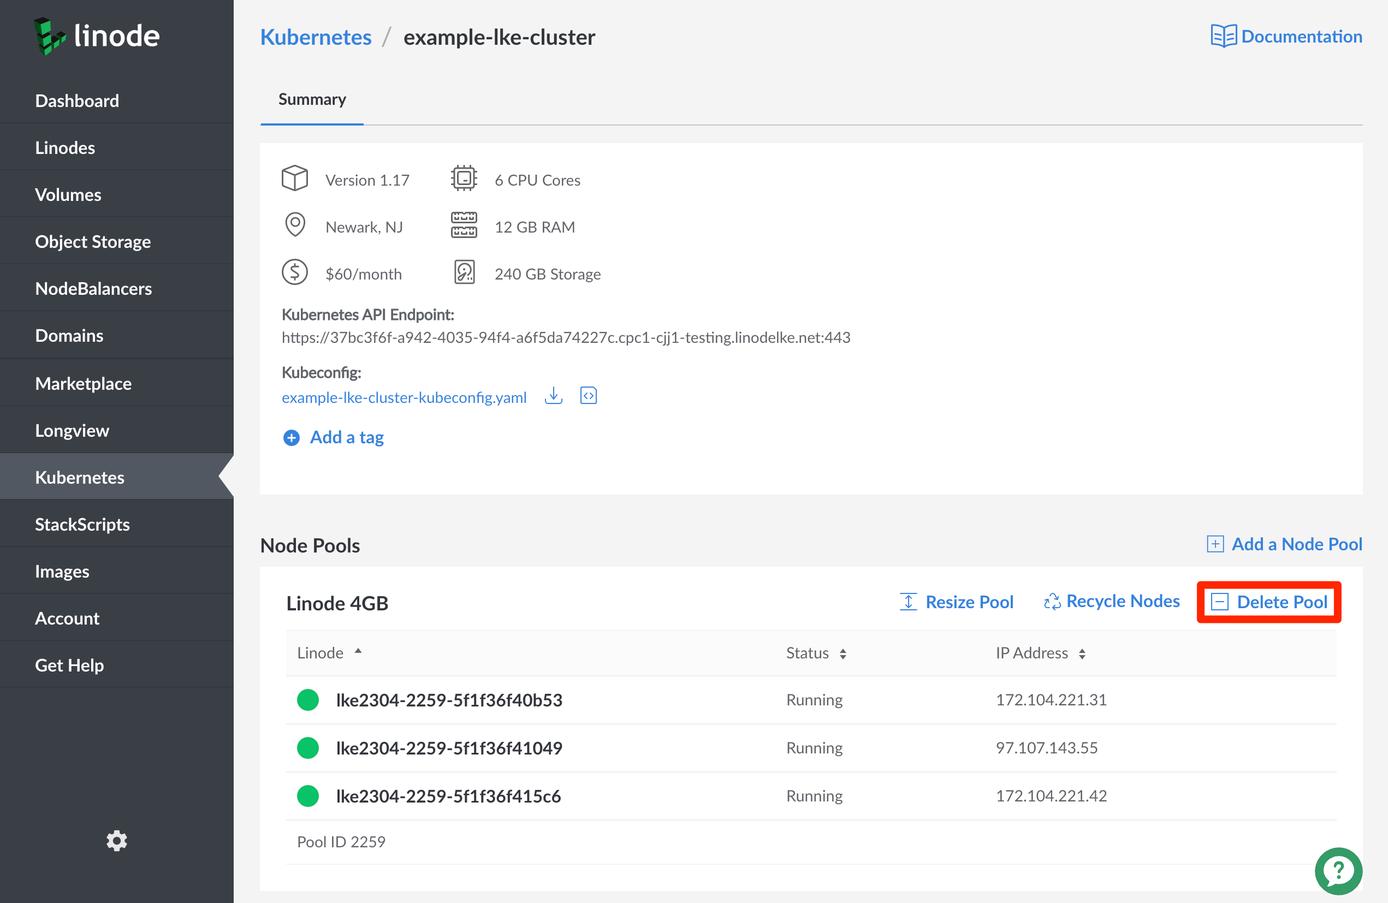 linode
Dashboard
Linodes
Volumes
Object Storage
NodeBalancers
Domains
Marketplace
Longview
Kubernetes
StackScripts
Images
Account
Get Help
Kubernetes / example-lke-cluster
Documentation
Summary
Version 1.17
6 CPU Cores
Newark, NJ
12 GB RAM
$60/month
240 GB Storage
Kubernetes API Endpoint:
https://37bc3f6f-a942-4035-94f4-a6f5da74227c.cpc1-cjj1-testing.linodelke.net:443
Kubeconfig:
example-lke-cluster-kubeconfig.yaml
Add a tag
Node Pools
Add a Node Pool
Linode 4GB
Resize Pool
Recycle Nodes
Delete Pool
Linode Status IP Address
lke2304-2259-5f1f36f40b53 Running 172.104.221.31
lke2304-2259-5f1f36f41049 Running 97.107.143.55
lke2304-2259-5f1f36f415c6 Running 172.104.221.42
Pool ID 2259